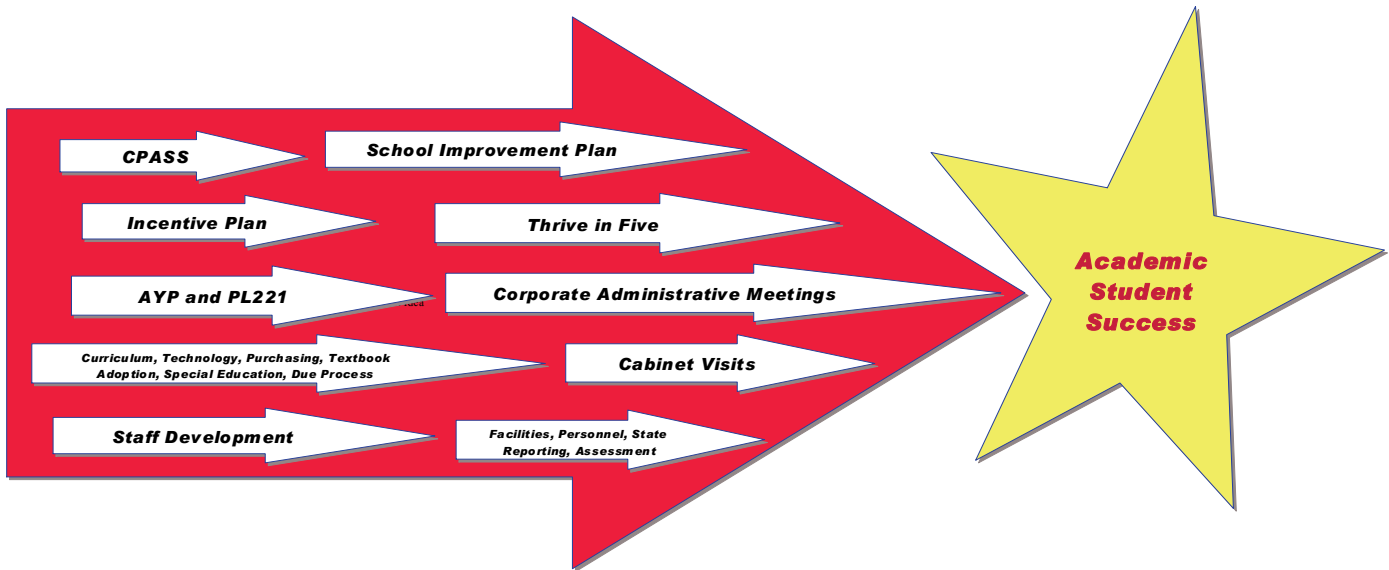 CPASS
School Improvement Plan
Incentive Plan
Thrive in Five
AYP and PL221
Corporate Administrative Meetings
Curriculum, Technology, Purchasing, Textbook
Adoption, Special Education, Due Process
Cabinet Visits
Staff Development
Facilities, Personnel, State
Reporting, Assessment
Academic
Student
Success